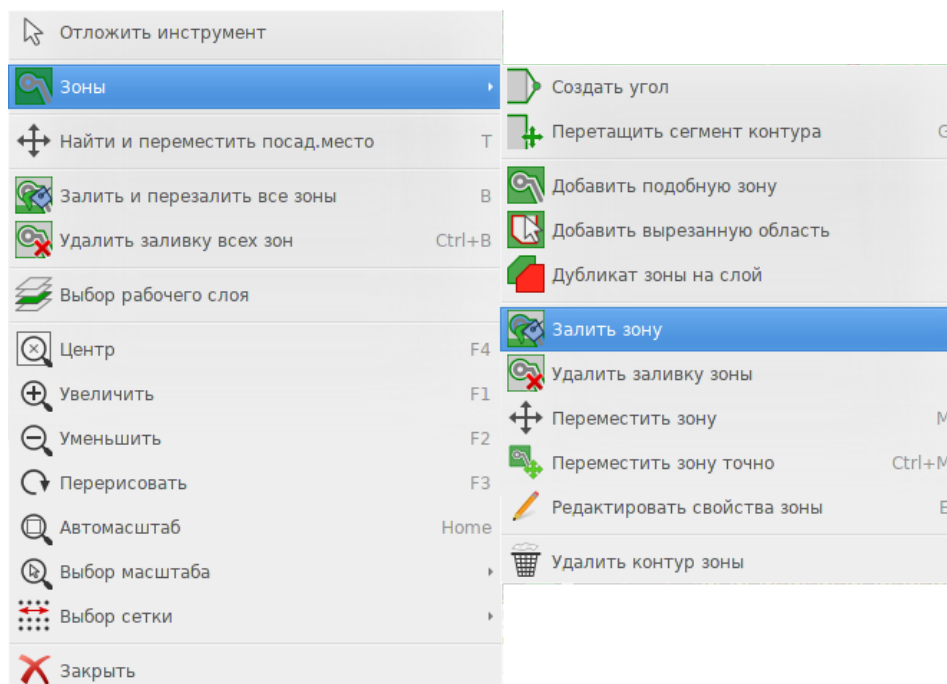 Отложить инструмент
Зоны
Найти и переместить посад.место T
Залить и перезалить все зоны B
Удалить заливку всех зон Ctrl+B
Выбор рабочего слоя
Центр F4
Увеличить F1
Уменьшить F2
Перерисовать F3
Автомасштаб Home
Выбор масштаба
Выбор сетки
Закрыть
Создать угол
Перетащить сегмент контура G
Добавить подобную зону
Добавить вырезанную область
Дубликат зоны на слой
Залить зону
Удалить заливку зоны
Переместить зону M
Переместить зону точно Ctrl+M
Редактировать свойства зоны E
Удалить контур зоны